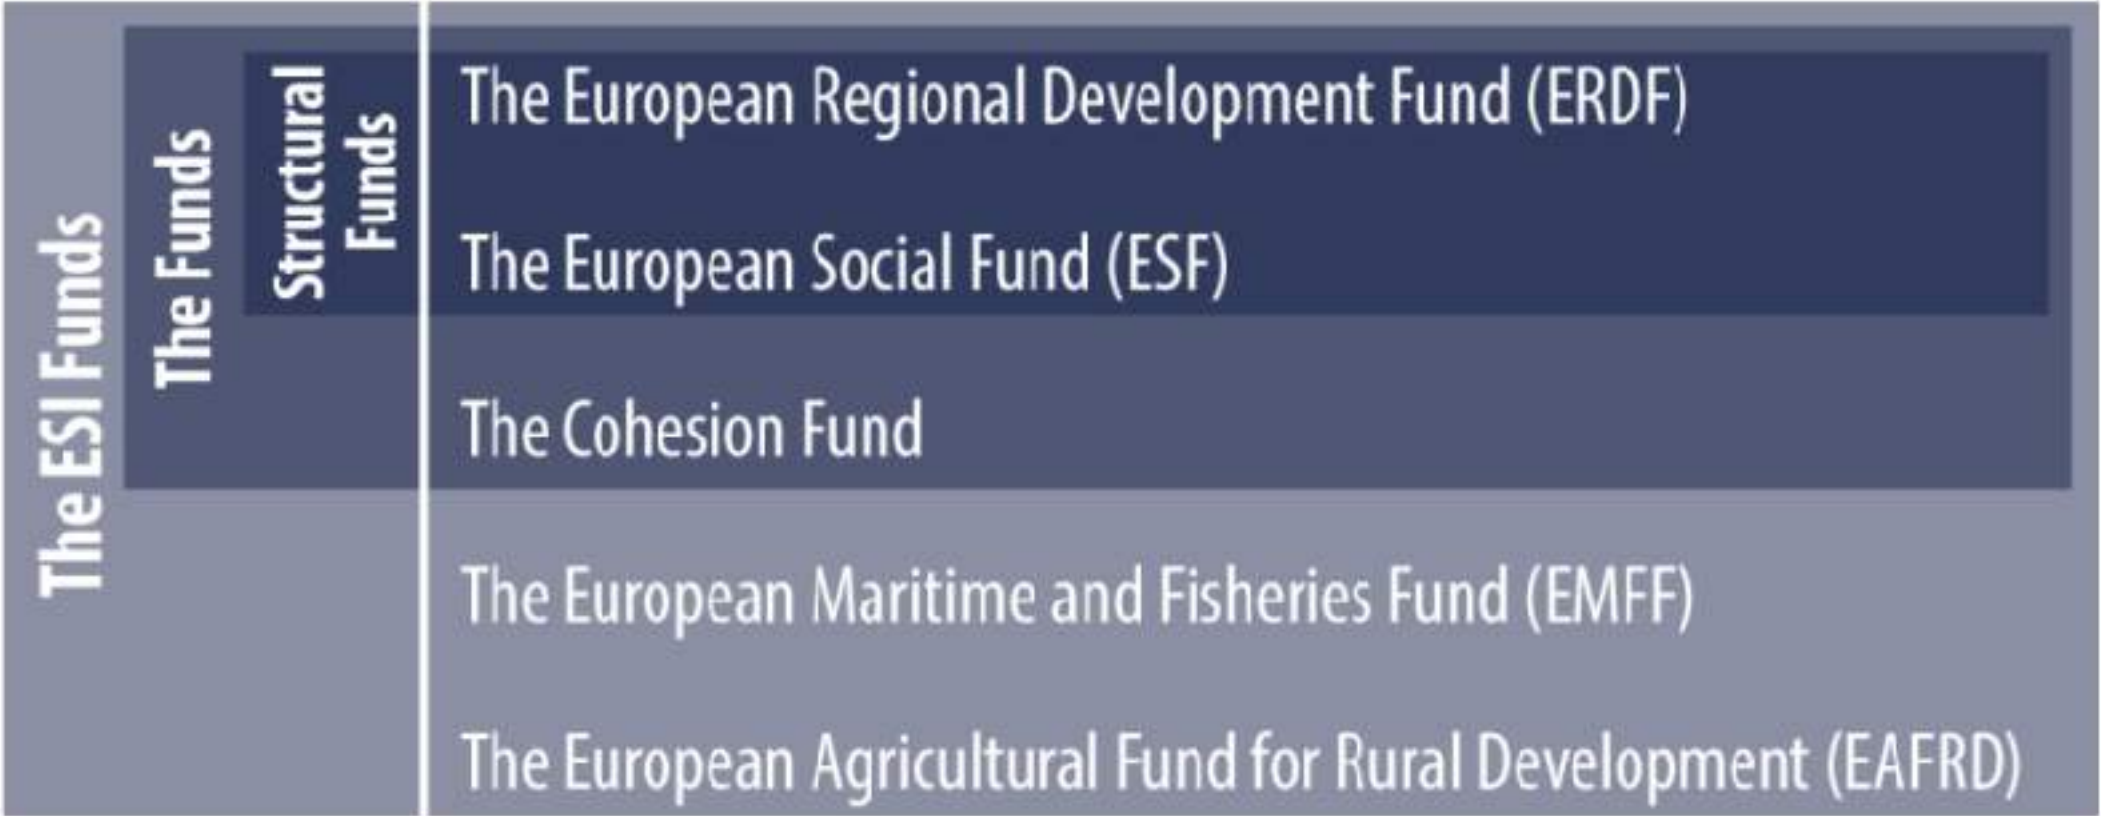 The ESI Funds
The Funds
Structural
Funds
The European Regional Development Fund (ERDF)
The European Social Fund (ESF)
The Cohesion Fund
The European Maritime and Fisheries Fund (EMFF)
The European Agricultural Fund for Rural Development (EAFRD)